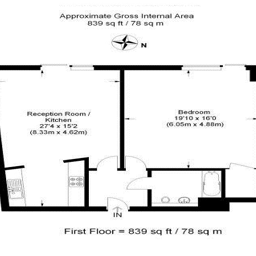 Approximate Gross Internal Area
839 sq ft / 78 sq m
N
Reception Room /
Kitchen
27'4 x 15'2
(8.33m x 4.62m)
Bedroom
19'10 x 16'0
(6.05m x 4.88m)
IN
First Floor = 839 sq ft / 78 sq m